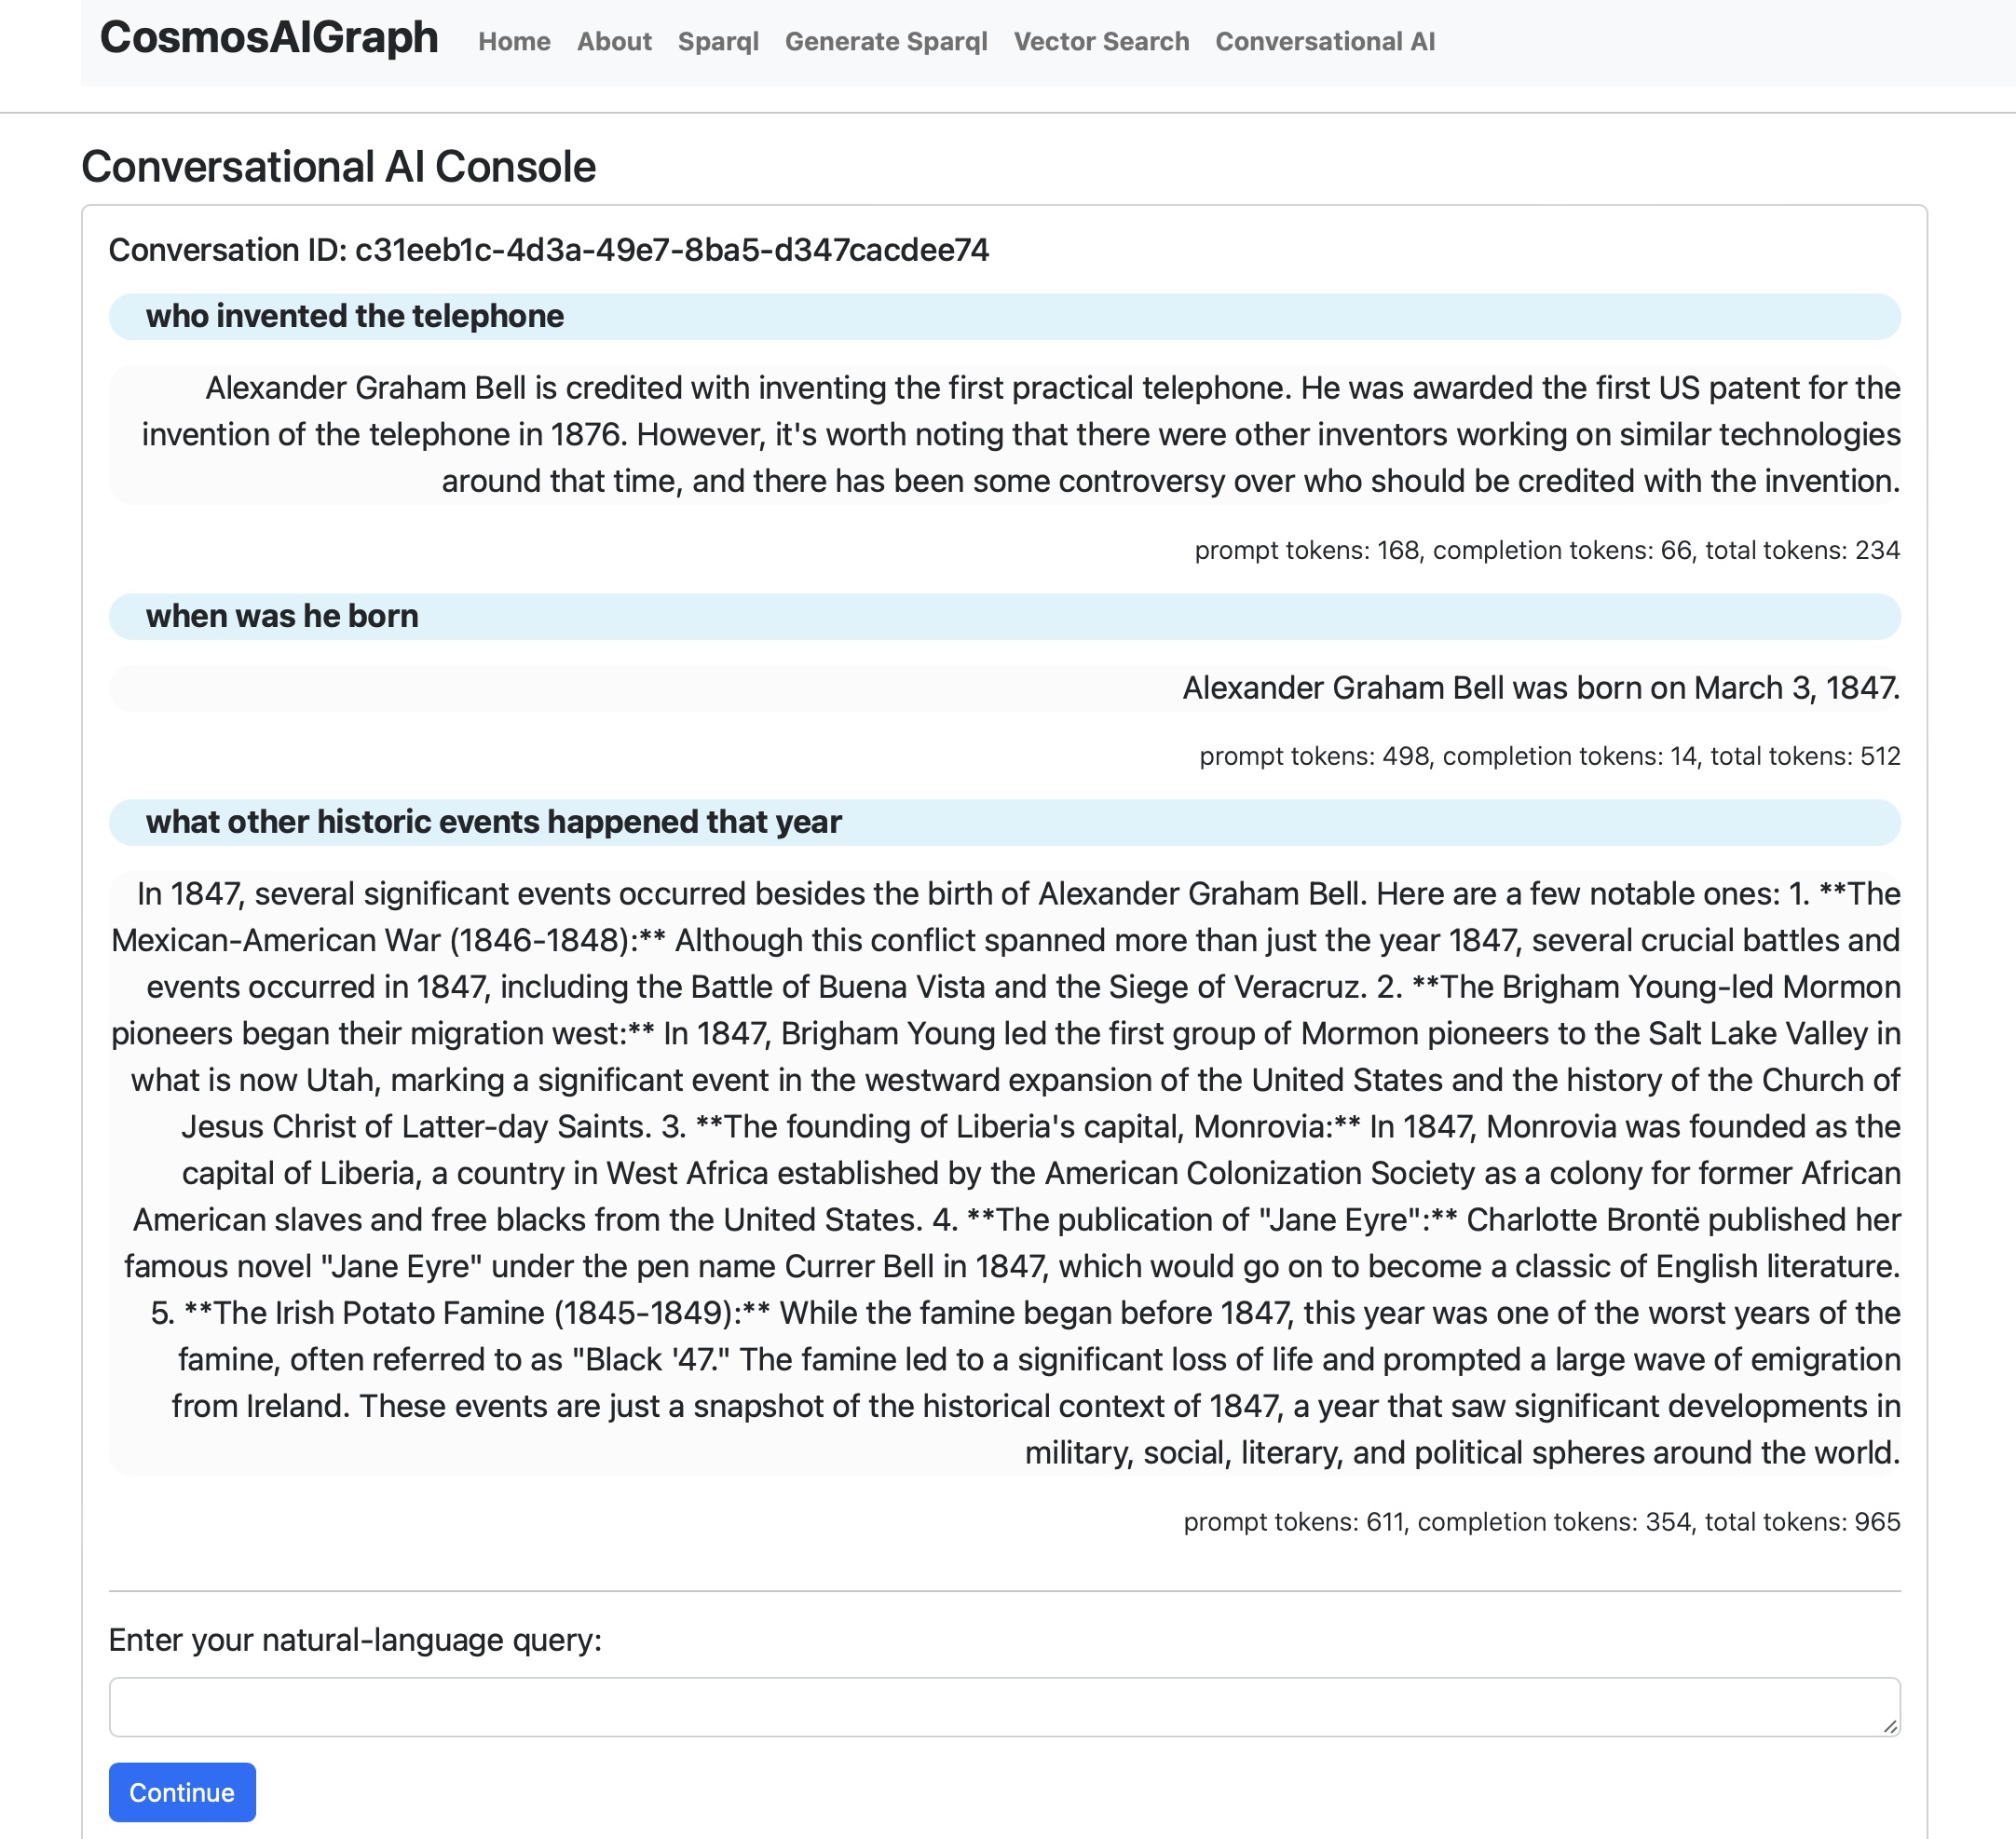 CosmosAIGraph Home About Sparql Generate Sparql Vector Search Conversational AI
Conversational AI Console
Conversation ID: c31eeb1c-4d3a-49e7-8ba5-d347cacdee74
who invented the telephone
Alexander Graham Bell is credited with inventing the first practical telephone. He was awarded the first US patent for the
invention of the telephone in 1876. However, it's worth noting that there were other inventors working on similar technologies
around that time, and there has been some controversy over who should be credited with the invention.
prompt tokens: 168, completion tokens: 66, total tokens: 234
when was he born
Alexander Graham Bell was born on March 3, 1847.
prompt tokens: 498, completion tokens: 14, total tokens: 512
what other historic events happened that year
In 1847, several significant events occurred besides the birth of Alexander Graham Bell. Here are a few notable ones: 1. **The
Mexican-American War (1846-1848):** Although this conflict spanned more than just the year 1847, several crucial battles and
events occurred in 1847, including the Battle of Buena Vista and the Siege of Veracruz. 2. **The Brigham Young-led Mormon
pioneers began their migration west:** In 1847, Brigham Young led the first group of Mormon pioneers to the Salt Lake Valley in
what is now Utah, marking a significant event in the westward expansion of the United States and the history of the Church of
Jesus Christ of Latter-day Saints. 3. **The founding of Liberia's capital, Monrovia:** In 1847, Monrovia was founded as the
capital of Liberia, a country in West Africa established by the American Colonization Society as a colony for former African
American slaves and free blacks from the United States. 4. **The publication of "Jane Eyre":** Charlotte Brontë published her
famous novel "Jane Eyre" under the pen name Currer Bell in 1847, which would go on to become a classic of English literature.
5. **The Irish Potato Famine (1845-1849):** While the famine began before 1847, this year was one of the worst years of the
famine, often referred to as "Black '47." The famine led to a significant loss of life and prompted a large wave of emigration
from Ireland. These events are just a snapshot of the historical context of 1847, a year that saw significant developments in
military, social, literary, and political spheres around the world.
prompt tokens: 611, completion tokens: 354, total tokens: 965
Enter your natural-language query:
Continue